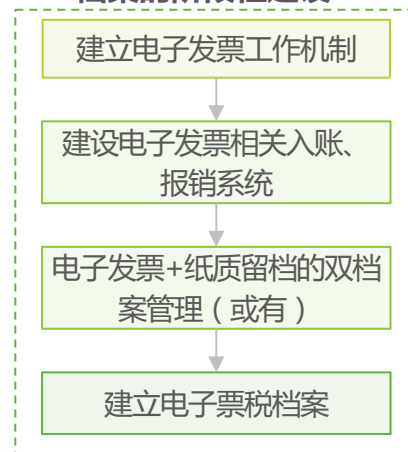 建立电子发票工作机制
建设电子发票相关入账、
报销系统
电子发票+纸质留档的双档
案管理（或有）
建立电子票税档案